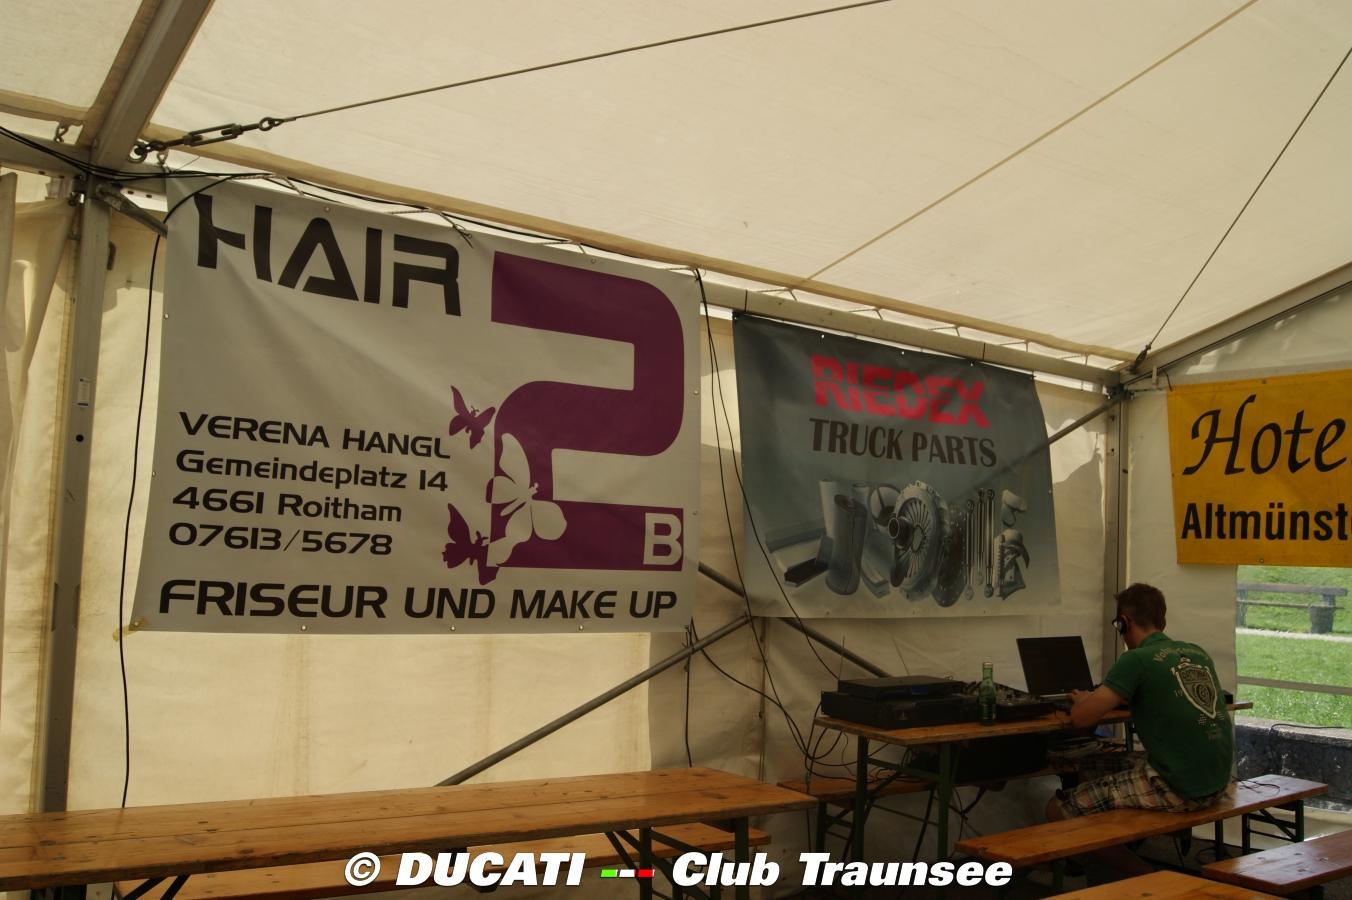 HAIR 2
B
VERENA HANGL
Gemeindeplatz 14
4661 Roitham
07613/5678
FRISEUR UND MAKE UP
RIEDEX
TRUCK PARTS
Hote
Altmünst
© DUCATI --- Club Traunsee